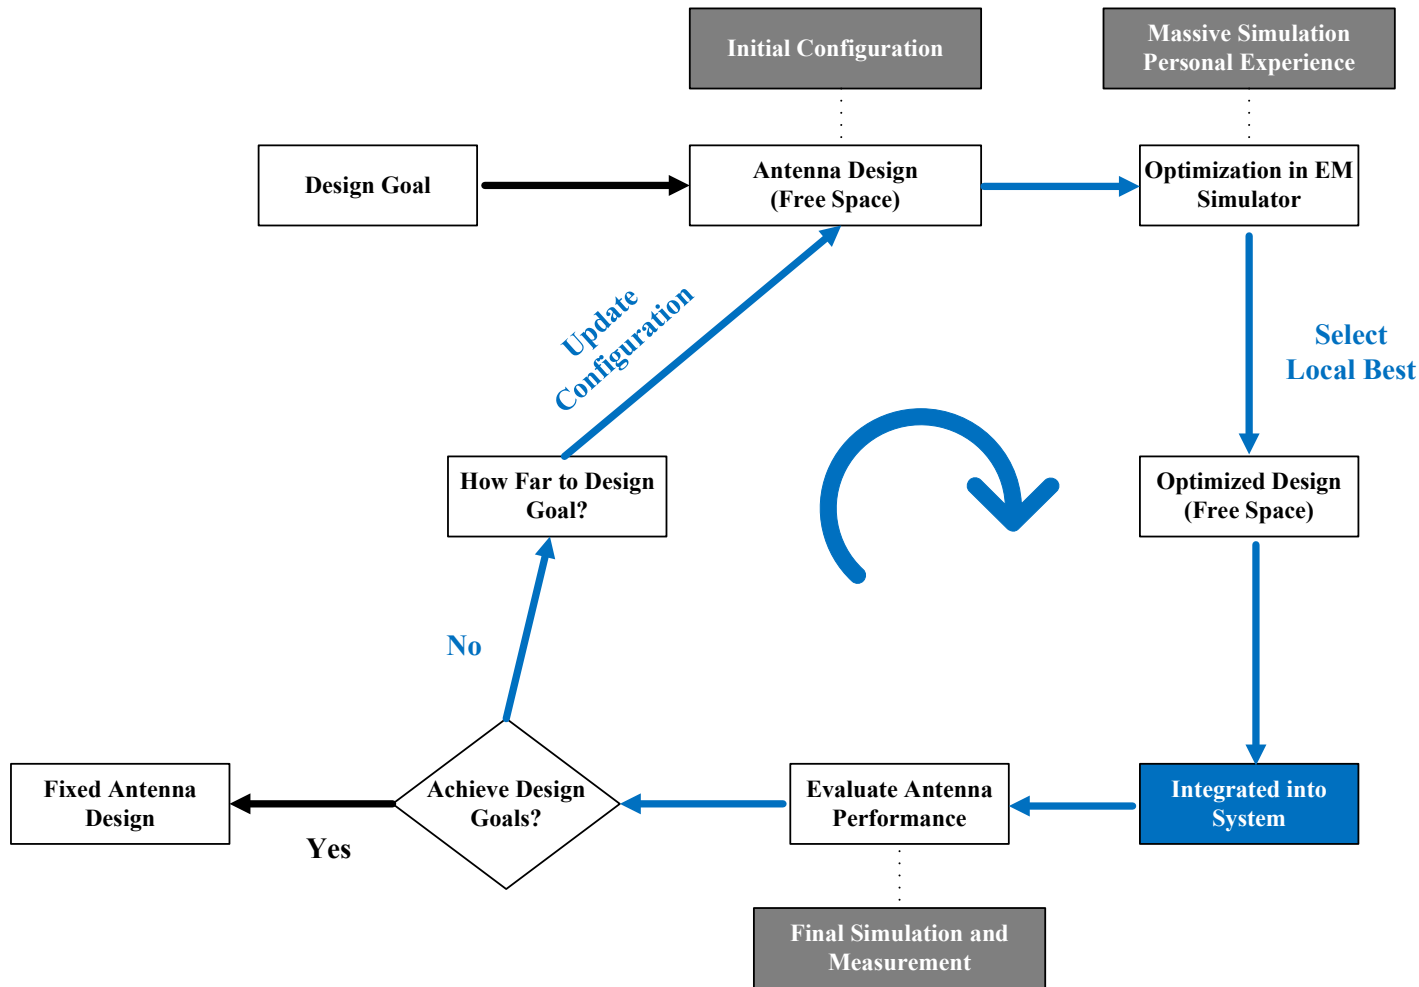 Initial Configuration
Massive Simulation
Personal Experience
Design Goal
Antenna Design
(Free Space)
Optimization in EM
Simulator
Update
Configuration
Select
Local Best
How Far to Design
Goal?
Optimized Design
(Free Space)
No
Fixed Antenna
Design
Yes
Achieve Design
Goals?
Evaluate Antenna
Performance
Integrated into
System
Final Simulation and
Measurement